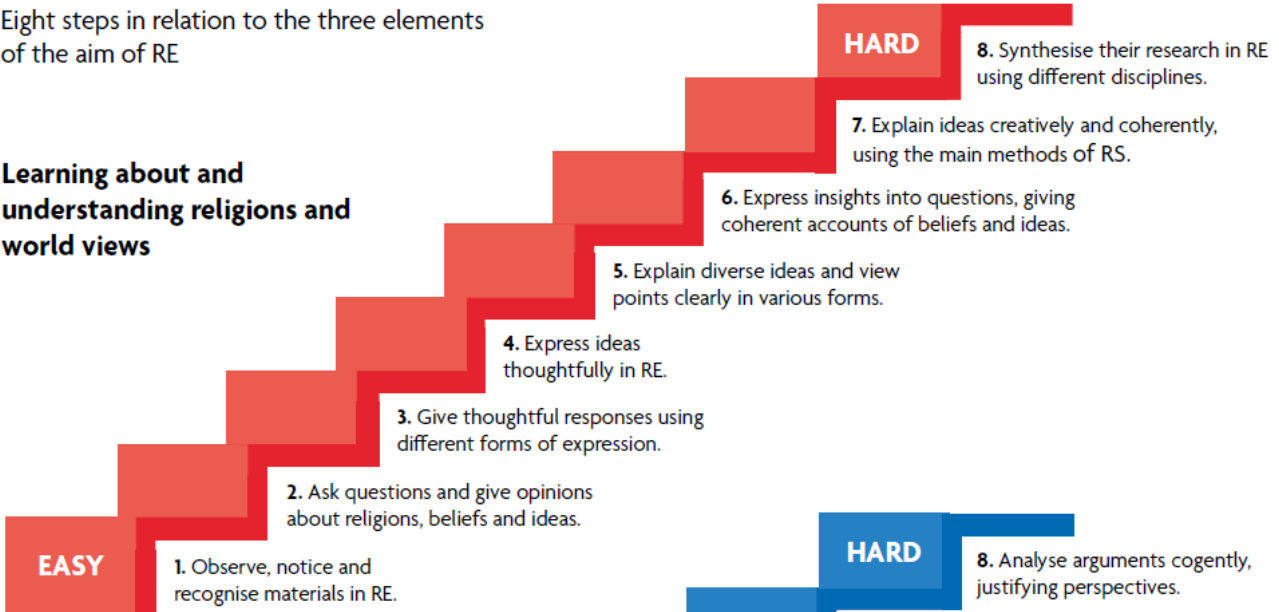 Eight steps in relation to the three elements
of the aim of RE
Learning about and
understanding religions and
world views
HARD
8. Synthesise their research in RE
using different disciplines.
7. Explain ideas creatively and coherently,
using the main methods of RS.
6. Express insights into questions, giving
coherent accounts of beliefs and ideas.
5. Explain diverse ideas and view
points clearly in various forms.
4. Express ideas
thoughtfully in RE.
3. Give thoughtful responses using
different forms of expression.
2. Ask questions and give opinions
about religions, beliefs and ideas.
EASY
1. Observe, notice and
recognise materials in RE.
HARD
8. Analyse arguments cogently,
justifying perspectives.